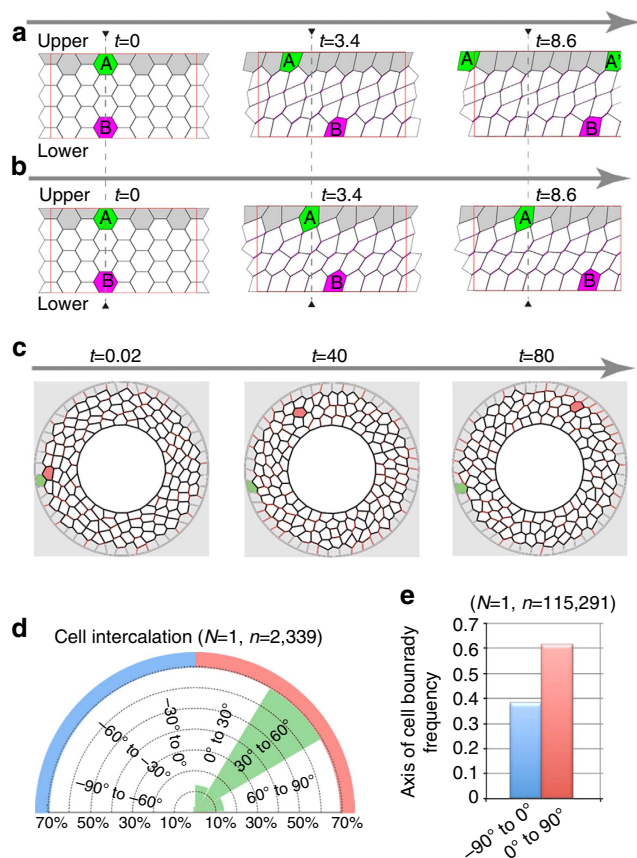 a
Upper t=0 t=3.4 t=8.6
A A A A'
B B B
Lower
b
Upper t=0 t=3.4 t=8.6
A A A
B B B
Lower
c
t=0.02 t=40 t=80
d
Cell intercalation (N=1, n=2,339)
−90° to −60°
−60° to −30°
−30° to 0°
0° to 30°
30° to 60°
60° to 90°
70% 50% 30% 10% 10% 30% 50% 70%
e
(N=1, n=115,291)
Axis of cell bounrady
frequency
0.7
0.6
0.5
0.4
0.3
0.2
0.1
0
−90° to 0°
0° to 90°